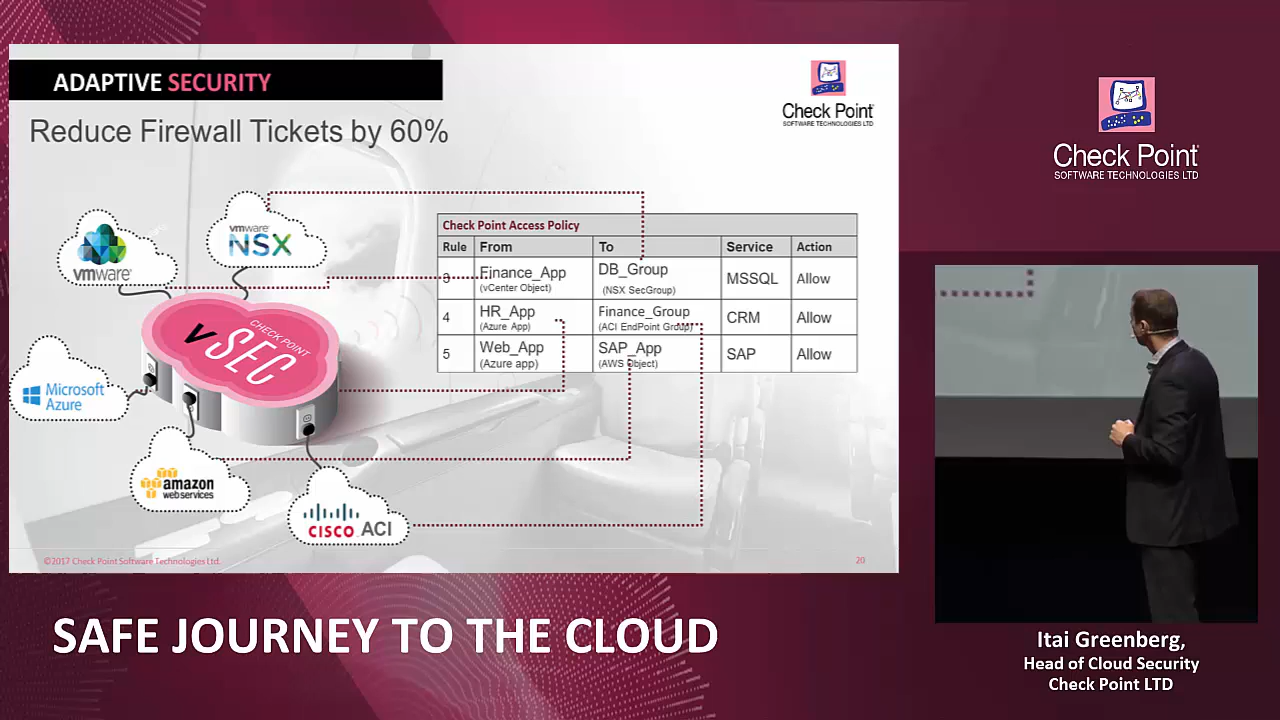 ADAPTIVE SECURITY
Check Point
SOFTWARE TECHNOLOGIES LTD
Reduce Firewall Tickets by 60%
vmware
vmware
NSX
CHECK POINT
vSEC
Microsoft
Azure
amazon
webservices
CISCO ACI
Check Point Access Policy
Rule From To Service Action
3 Finance_App DB_Group MSSQL Allow
(vCenter Object) (NSX SecGroup)
4 HR_App Finance_Group CRM Allow
(Azure App) (ACI EndPoint Group)
5 Web_App SAP_App SAP Allow
(Azure app) (AWS Object)
©2017 Check Point Software Technologies Ltd.
20
Check Point
SOFTWARE TECHNOLOGIES LTD
SAFE JOURNEY TO THE CLOUD
Itai Greenberg,
Head of Cloud Security
Check Point LTD